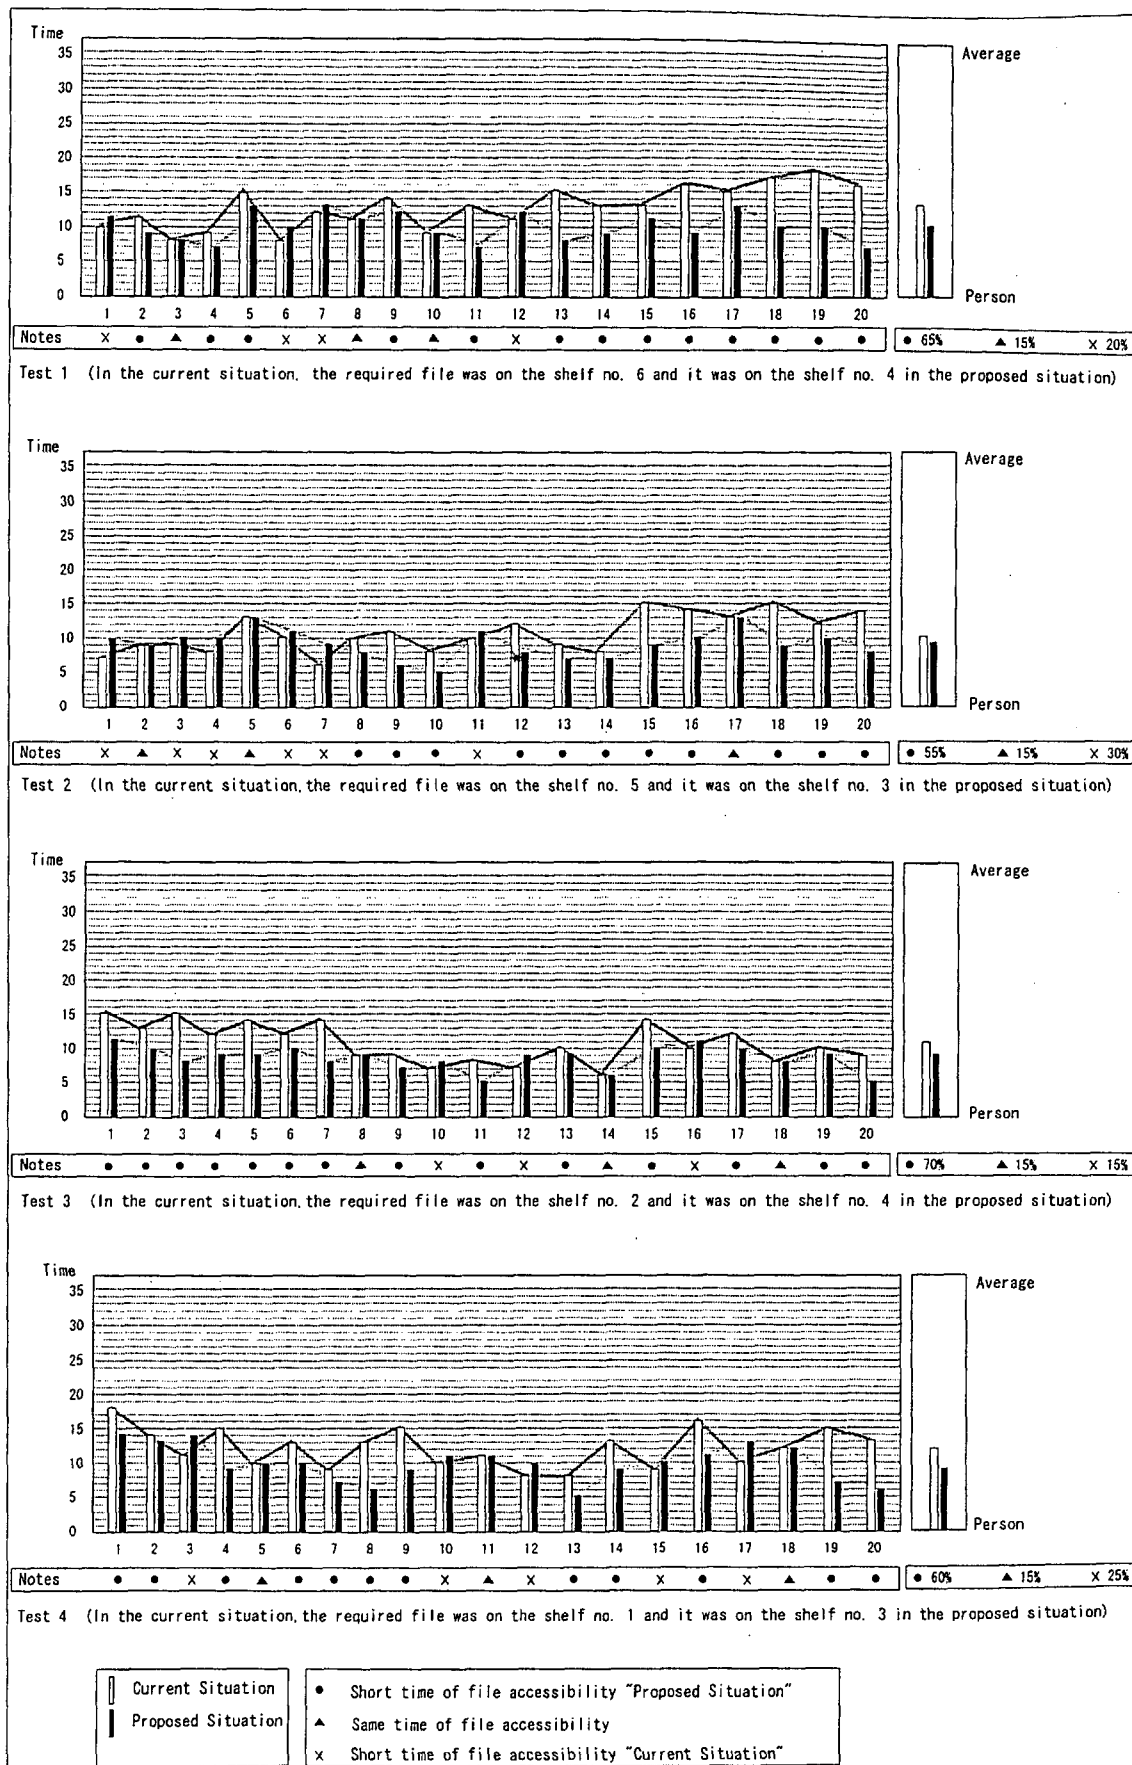 Time
Average
35
30
25
20
15
10
5
0
Person
1 2 3 4 5 6 7 8 9 10 11 12 13 14 15 16 17 18 19 20
Notes × ● ▲ ● ● × × ▲ ● ▲ ● × ● ● ● ● ● ● ● ● ● 65% ▲ 15% × 20%
Test 1 (In the current situation, the required file was on the shelf no. 6 and it was on the shelf no. 4 in the proposed situation)
Time
Average
35
30
25
20
15
10
5
0
Person
1 2 3 4 5 6 7 8 9 10 11 12 13 14 15 16 17 18 19 20
Notes × ▲ × × ▲ × × ● ● ● × ● ● ● ● ● ▲ ● ● ● ● 55% ▲ 15% × 30%
Test 2 (In the current situation, the required file was on the shelf no. 5 and it was on the shelf no. 3 in the proposed situation)
Time
Average
35
30
25
20
15
10
5
0
Person
1 2 3 4 5 6 7 8 9 10 11 12 13 14 15 16 17 18 19 20
Notes ● ● ● ● ● ● ● ▲ ● × ● × ● ▲ ● × ● ▲ ● ● ● 70% ▲ 15% × 15%
Test 3 (In the current situation, the required file was on the shelf no. 2 and it was on the shelf no. 4 in the proposed situation)
Time
Average
35
30
25
20
15
10
5
0
Person
1 2 3 4 5 6 7 8 9 10 11 12 13 14 15 16 17 18 19 20
Notes ● ● × ● ▲ ● ● ● ● × ▲ × ● ● × ● × ▲ ● ● ● 60% ▲ 15% × 25%
Test 4 (In the current situation, the required file was on the shelf no. 1 and it was on the shelf no. 3 in the proposed situation)
Current Situation
Proposed Situation
● Short time of file accessibility "Proposed Situation"
▲ Same time of file accessibility
× Short time of file accessibility "Current Situation"